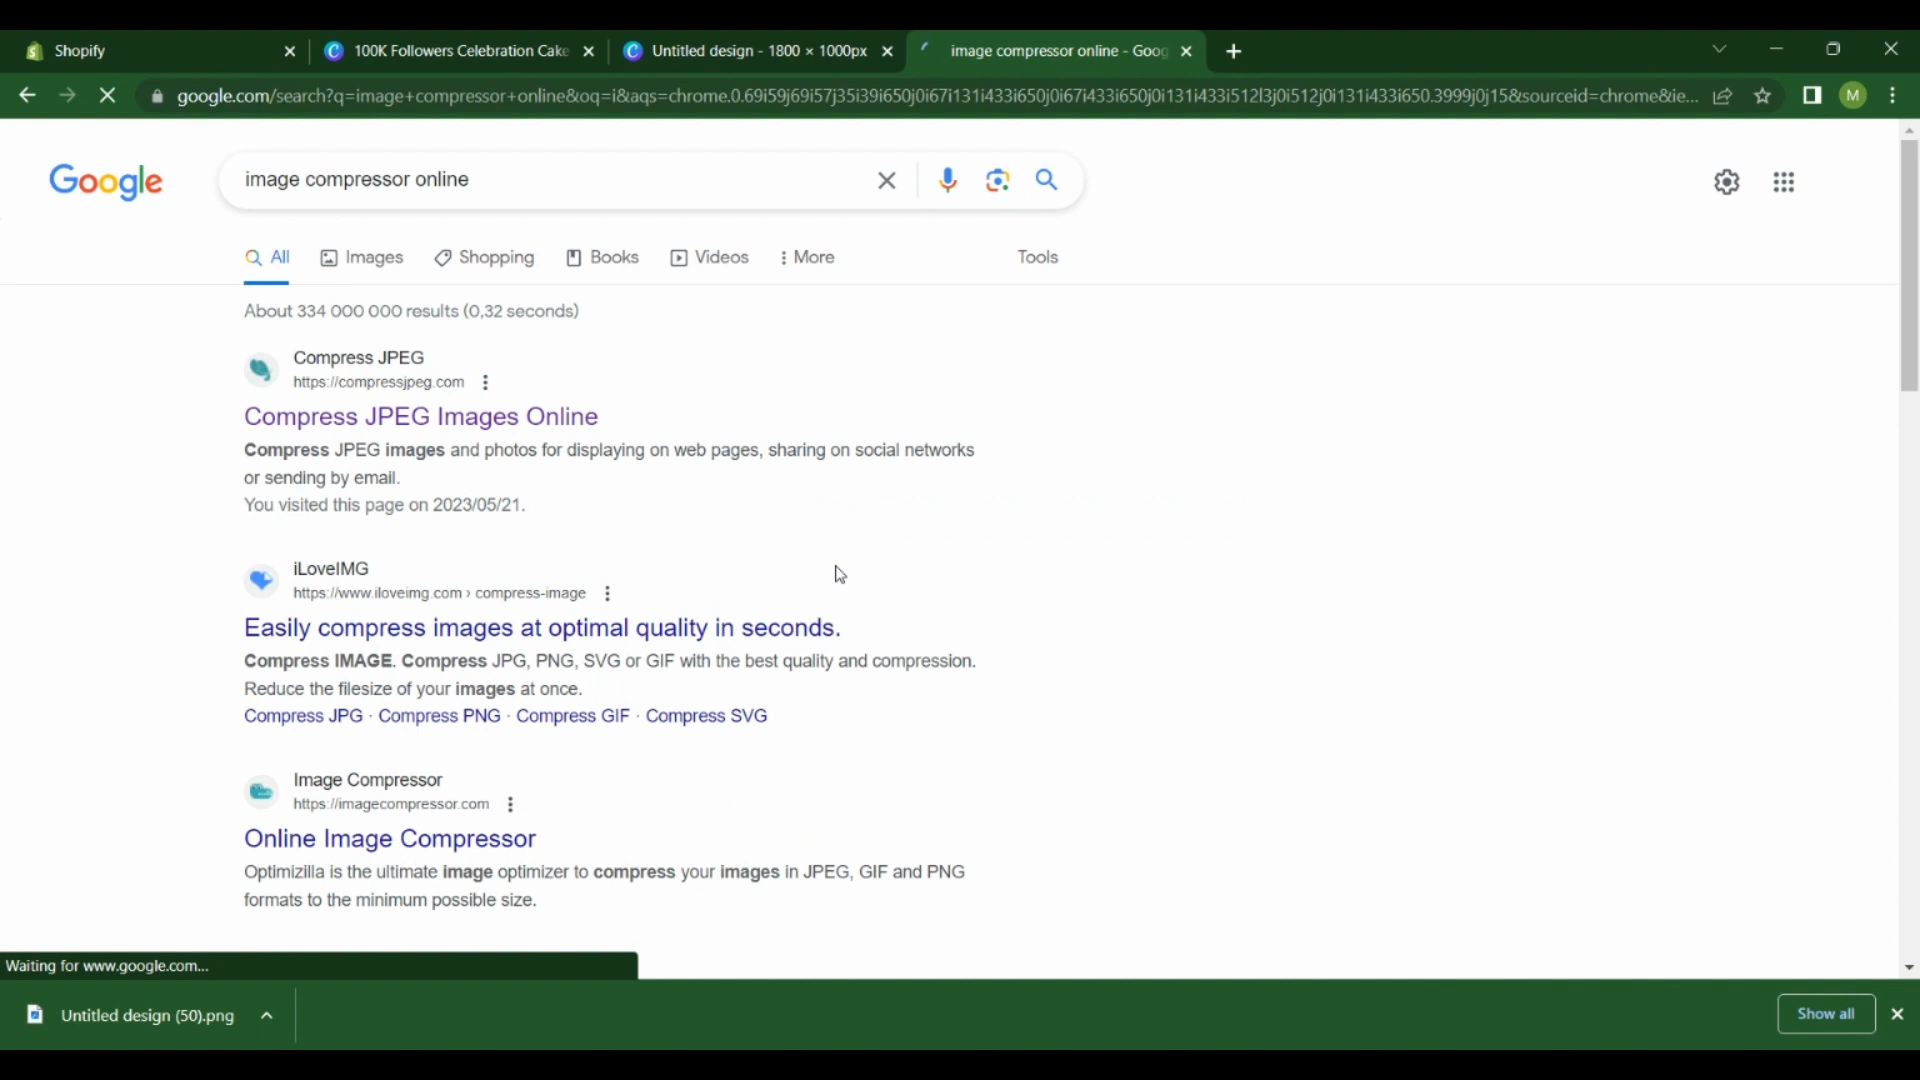 Shopify
100K Followers Celebration Cake
Untitled design - 1800 × 1000px
image compressor online - Goog
google.com/search?q=image+compressor+online&oq=i&aqs=chrome.0.69i59j69i57j35i39i650j0i67i131i433i650j0i67i433i650j0i131i433i512l3j0i512j0i131i433i650.3999j0j15&sourceid=chrome&ie...
M
Google
image compressor online
All
Images
Shopping
Books
Videos
More
Tools
About 334 000 000 results (0,32 seconds)
Compress JPEG
https://compressjpeg.com
Compress JPEG Images Online
Compress JPEG images and photos for displaying on web pages, sharing on social networks
or sending by email.
You visited this page on 2023/05/21.
iLoveIMG
https://www.iloveimg.com › compress-image
Easily compress images at optimal quality in seconds.
Compress IMAGE. Compress JPG, PNG, SVG or GIF with the best quality and compression.
Reduce the filesize of your images at once.
Compress JPG · Compress PNG · Compress GIF · Compress SVG
Image Compressor
https://imagecompressor.com
Online Image Compressor
Optimizilla is the ultimate image optimizer to compress your images in JPEG, GIF and PNG
formats to the minimum possible size.
Waiting for www.google.com...
Untitled design (50).png
Show all